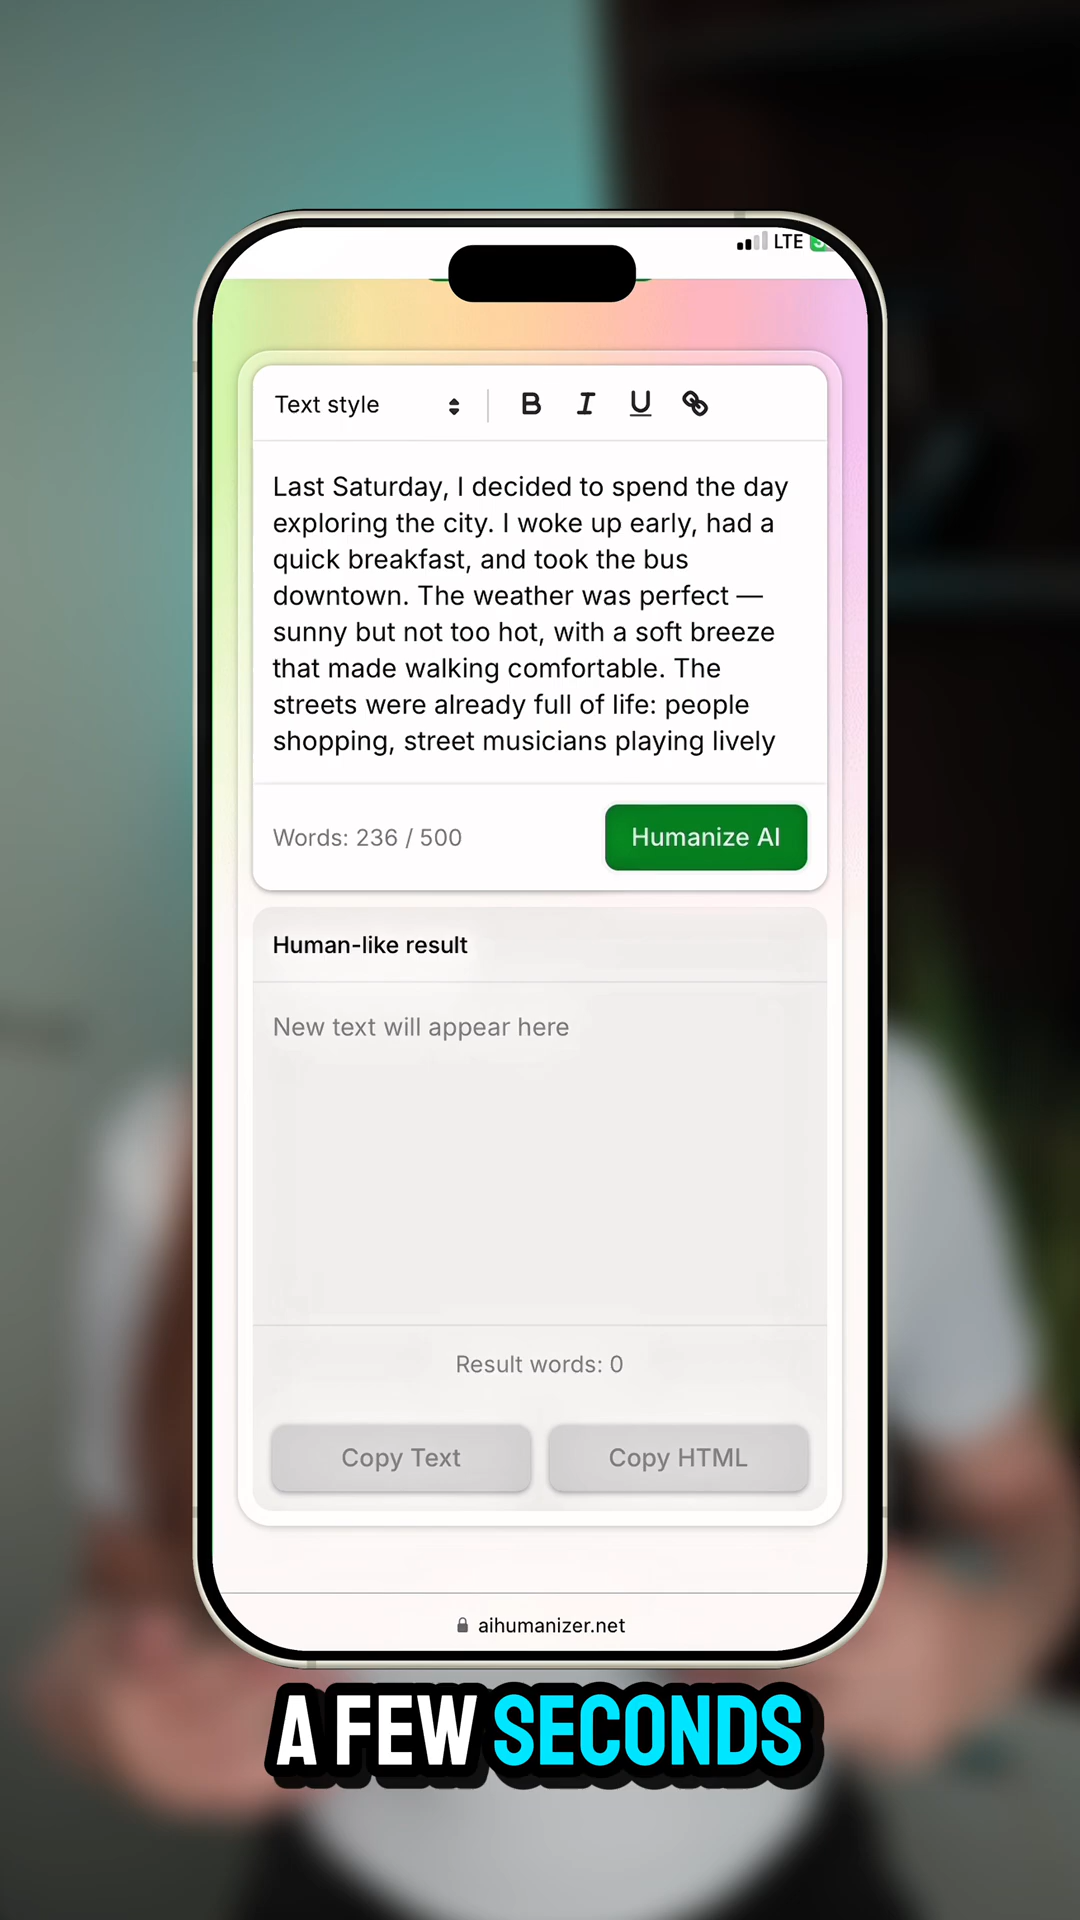 LTE
Text style
B I U
Last Saturday, I decided to spend the day
exploring the city. I woke up early, had a
quick breakfast, and took the bus
downtown. The weather was perfect —
sunny but not too hot, with a soft breeze
that made walking comfortable. The
streets were already full of life: people
shopping, street musicians playing lively
Words: 236 / 500
Humanize AI
Human-like result
New text will appear here
Result words: 0
Copy Text
Copy HTML
aihumanizer.net
A FEW SECONDS